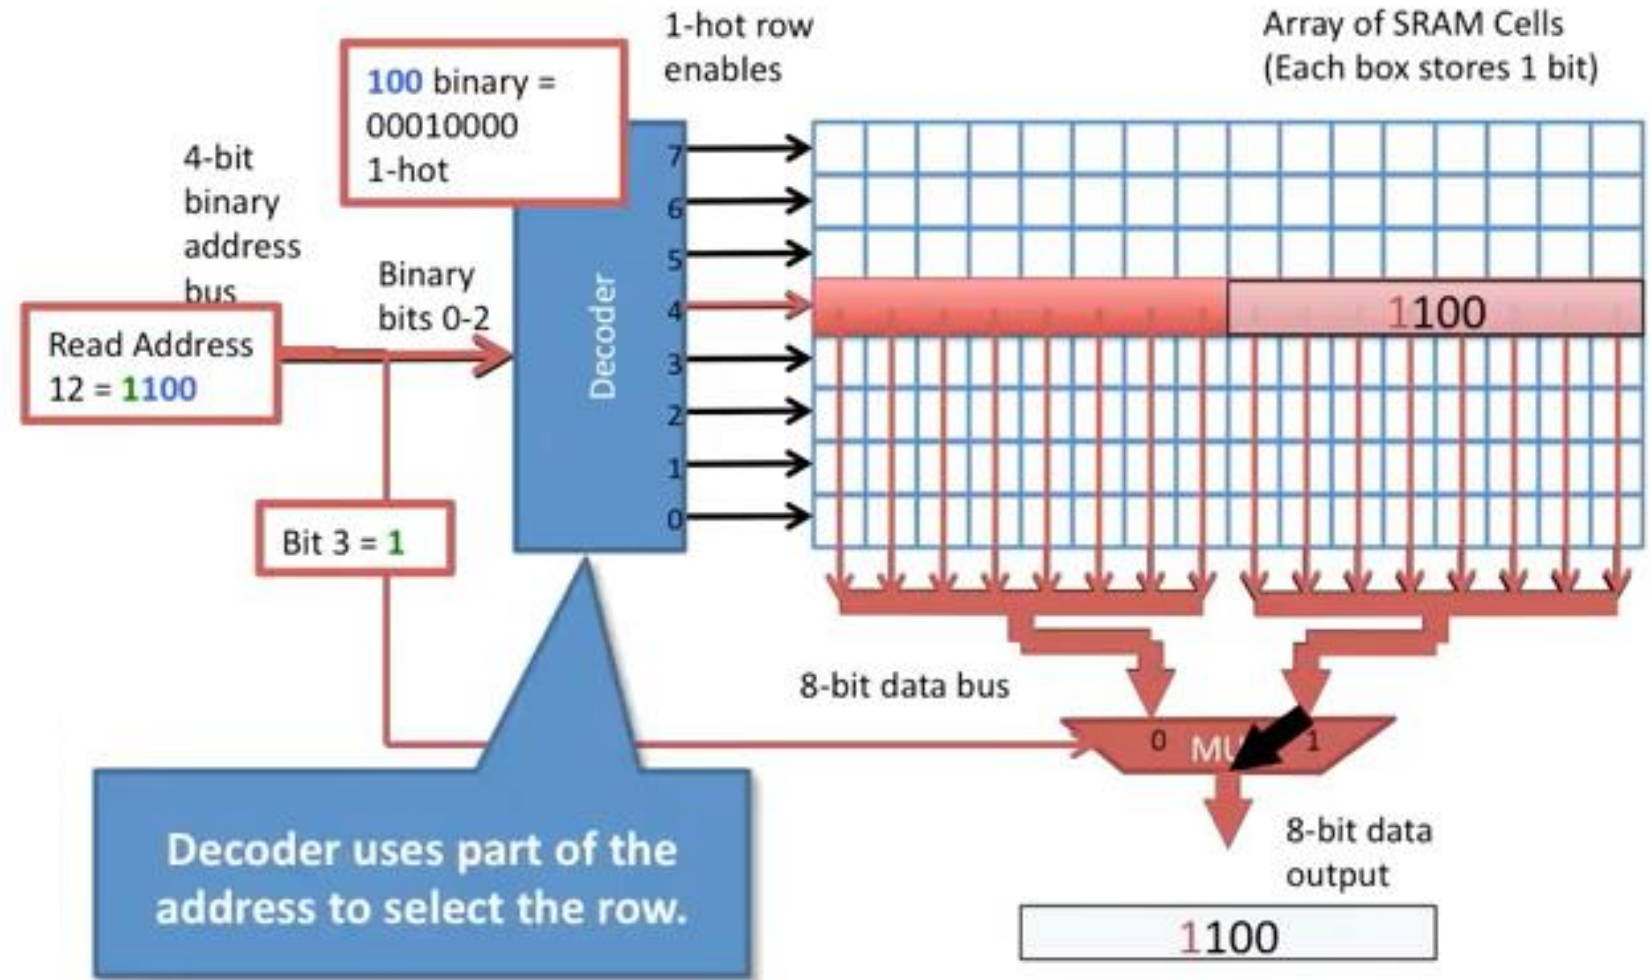 1-hot row
enables
Array of SRAM Cells
(Each box stores 1 bit)
100 binary =
00010000
1-hot
4-bit
binary
address
bus
Binary
bits 0-2
Read Address
12 = 1100
Decoder
7
6
5
4
3
2
1
0
1100
Bit 3 = 1
8-bit data bus
0
1
8-bit data
output
1100
Decoder uses part of the
address to select the row.